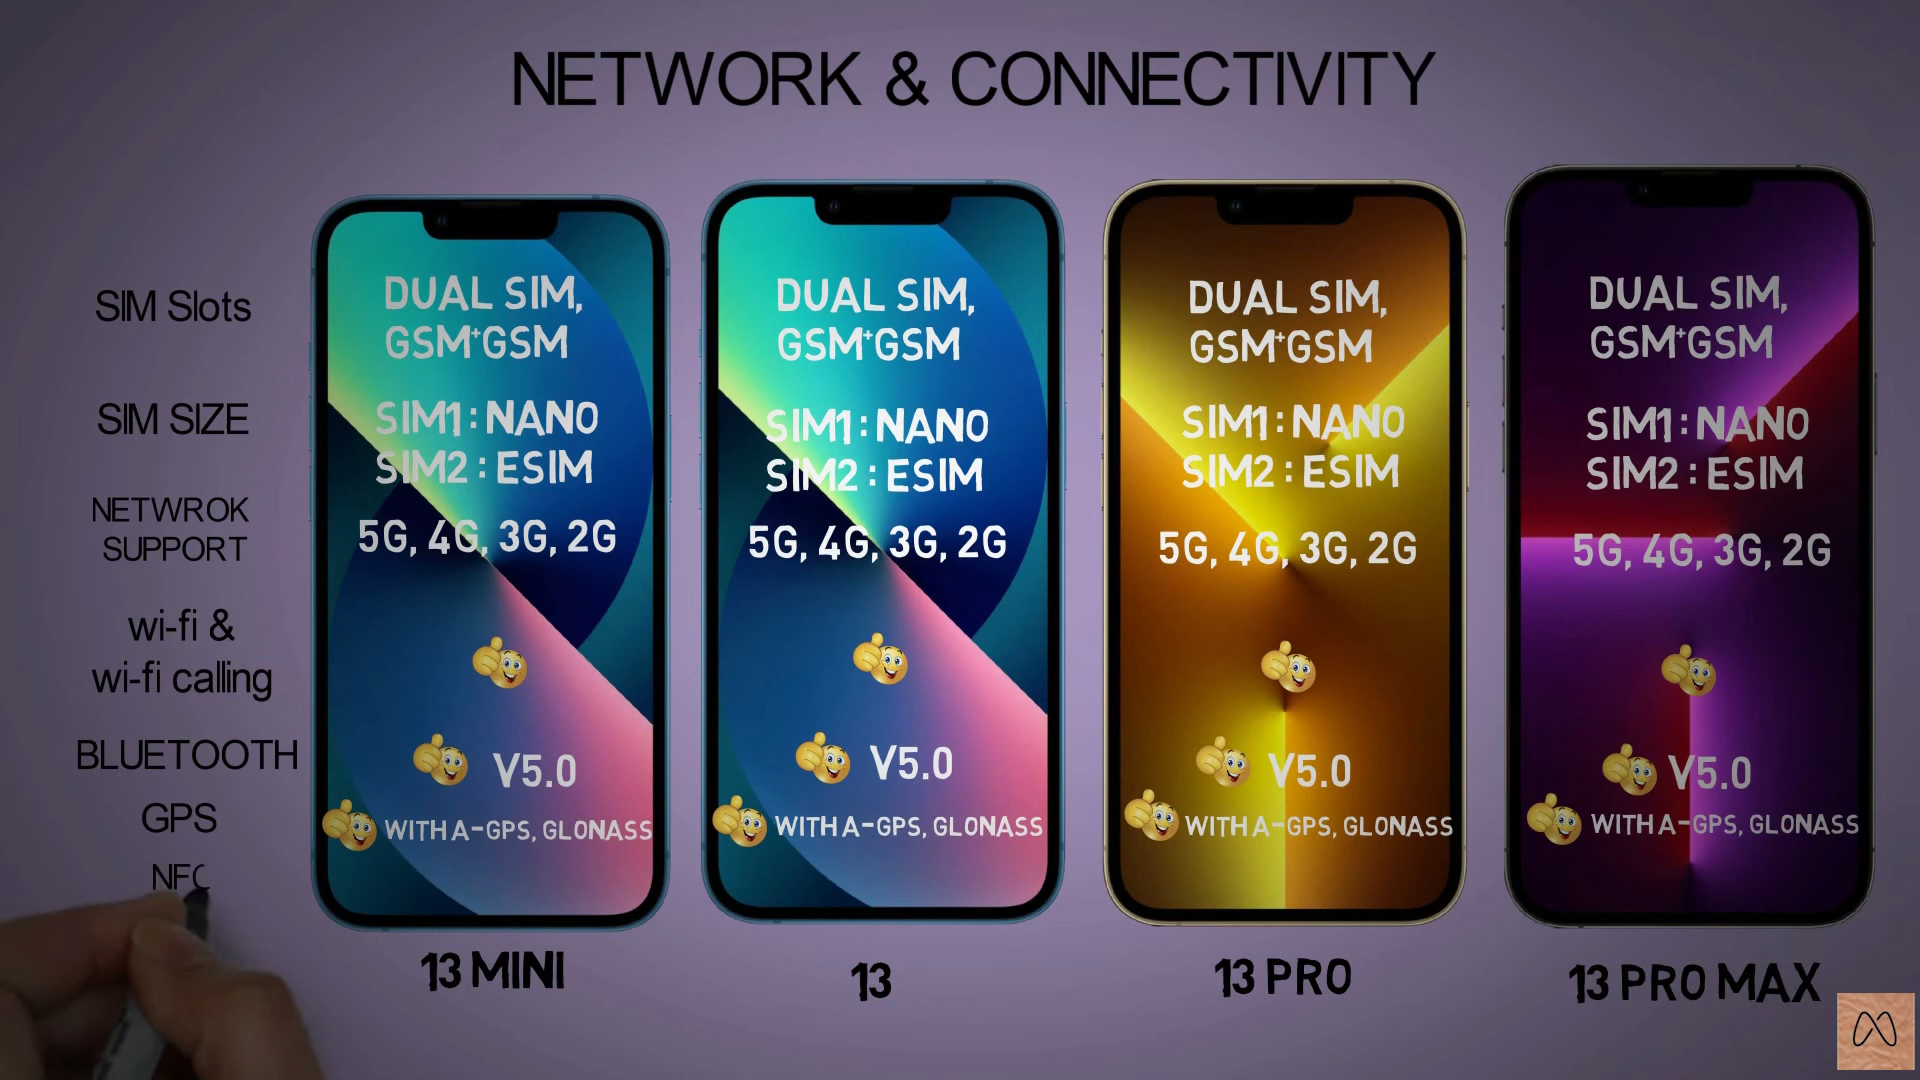 NETWORK & CONNECTIVITY
SIM Slots
SIM SIZE
NETWROK
SUPPORT
wi-fi &
wi-fi calling
BLUETOOTH
GPS
NFC
DUAL SIM,
GSM+GSM
SIM1 : NANO
SIM2 : ESIM
5G, 4G, 3G, 2G
V5.0
WITH A-GPS, GLONASS
13 MINI
DUAL SIM,
GSM+GSM
SIM1 : NANO
SIM2 : ESIM
5G, 4G, 3G, 2G
V5.0
WITH A-GPS, GLONASS
13
DUAL SIM,
GSM+GSM
SIM1 : NANO
SIM2 : ESIM
5G, 4G, 3G, 2G
V5.0
WITH A-GPS, GLONASS
13 PRO
DUAL SIM,
GSM+GSM
SIM1 : NANO
SIM2 : ESIM
5G, 4G, 3G, 2G
V5.0
WITH A-GPS, GLONASS
13 PRO MAX